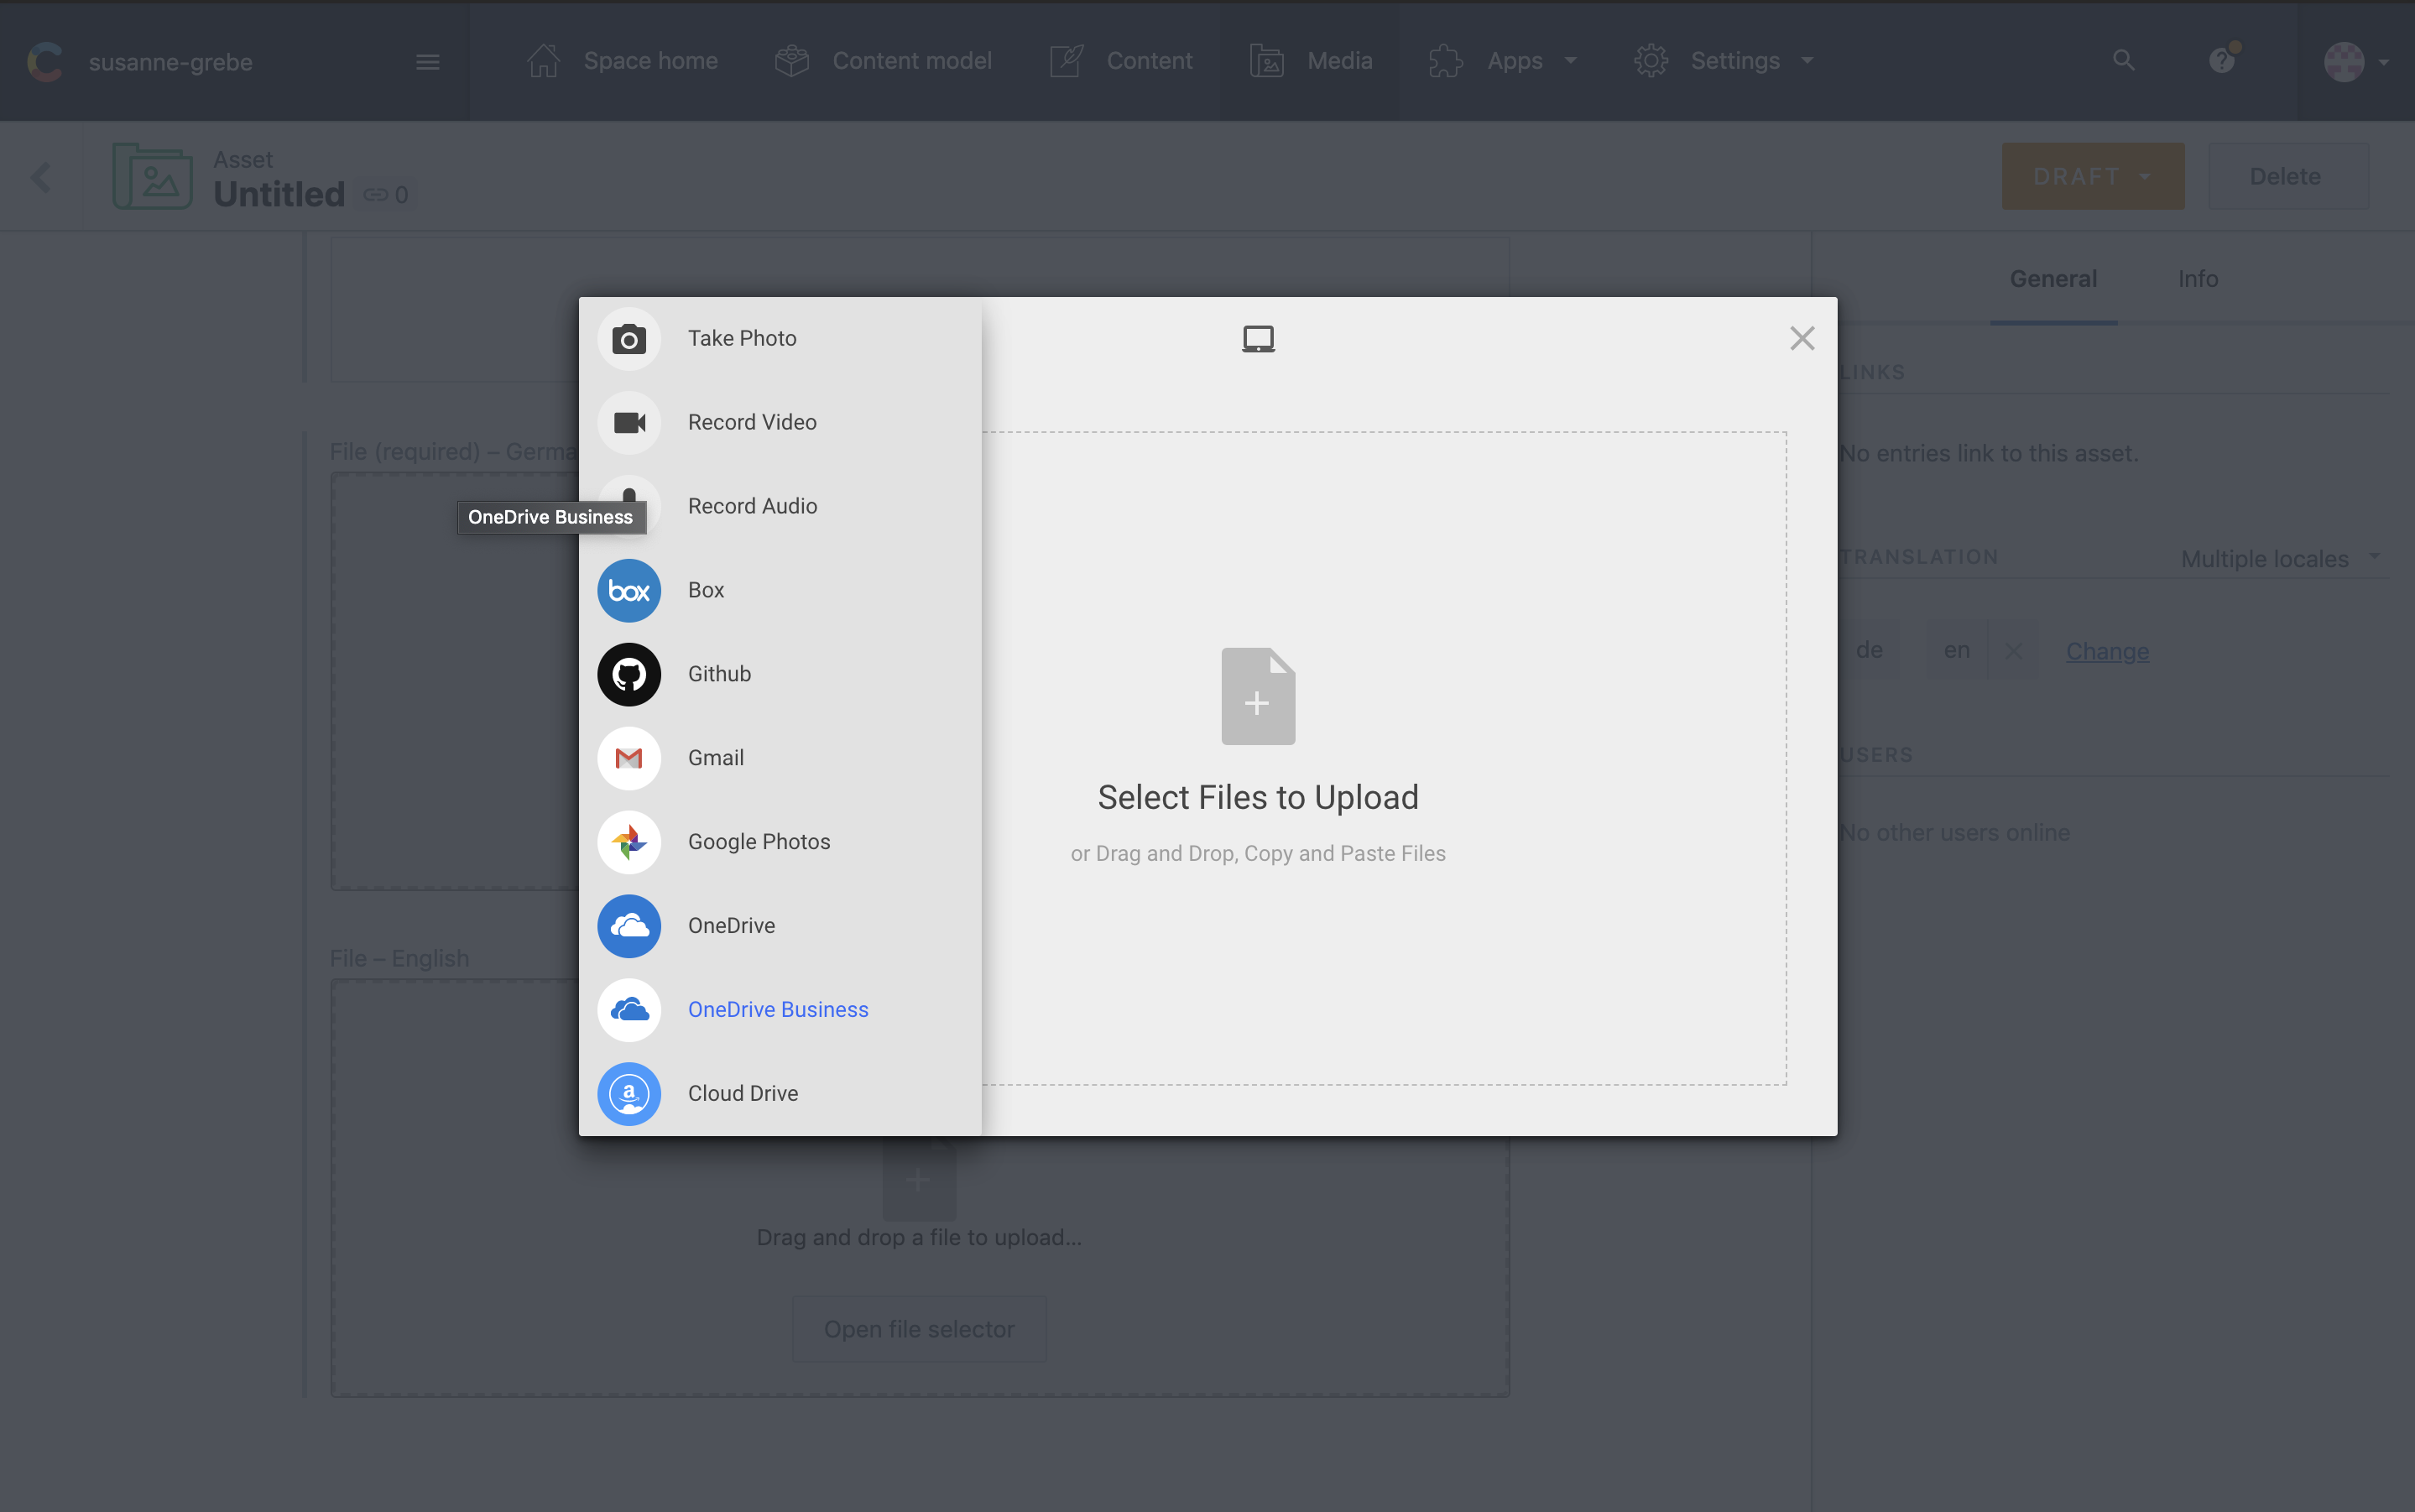 susanne-grebe
Space home
Content model
Content
Media
Apps
Settings
?
Asset
Untitled
0
DRAFT
Delete
General
Info
LINKS
No entries link to this asset.
TRANSLATION
Multiple locales
de
en
Change
USERS
No other users online
File (required) – Germa
OneDrive Business
Take Photo
Record Video
Record Audio
box
Box
Github
Gmail
Google Photos
OneDrive
OneDrive Business
a
Cloud Drive
Select Files to Upload
or Drag and Drop, Copy and Paste Files
File – English
Drag and drop a file to upload...
Open file selector